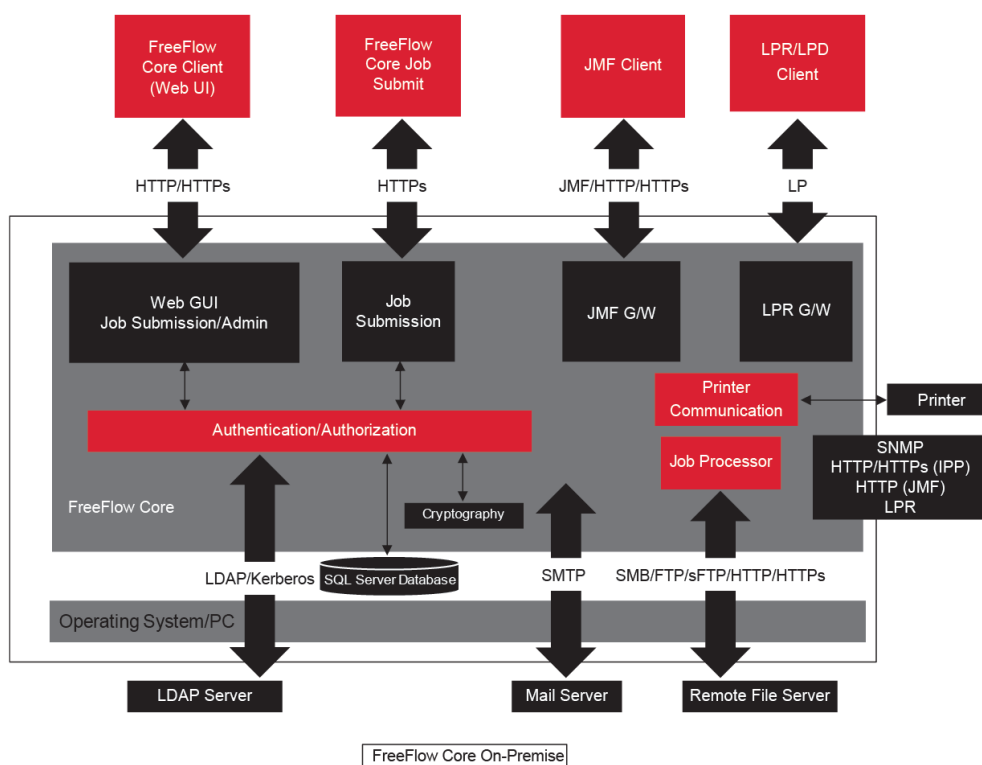 FreeFlow
Core Client
(Web UI)
FreeFlow
Core Job
Submit
JMF Client
LPR/LPD
Client
HTTP/HTTPs
HTTPs
JMF/HTTP/HTTPs
LP
Web GUI
Job Submission/Admin
Job
Submission
JMF G/W
LPR G/W
Printer
Communication
Printer
Authentication/Authorization
Job Processor
SNMP
HTTP/HTTPs (IPP)
HTTP (JMF)
LPR
FreeFlow Core
Cryptography
LDAP/Kerberos
SQL Server Database
SMTP
SMB/FTP/sFTP/HTTP/HTTPs
Operating System/PC
LDAP Server
Mail Server
Remote File Server
FreeFlow Core On-Premise